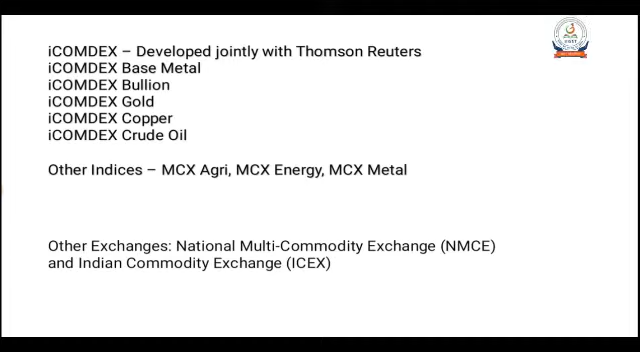 iCOMDEX – Developed jointly with Thomson Reuters
iCOMDEX Base Metal
iCOMDEX Bullion
iCOMDEX Gold
iCOMDEX Copper
iCOMDEX Crude Oil
Other Indices – MCX Agri, MCX Energy, MCX Metal
Other Exchanges: National Multi-Commodity Exchange (NMCE)
and Indian Commodity Exchange (ICEX)